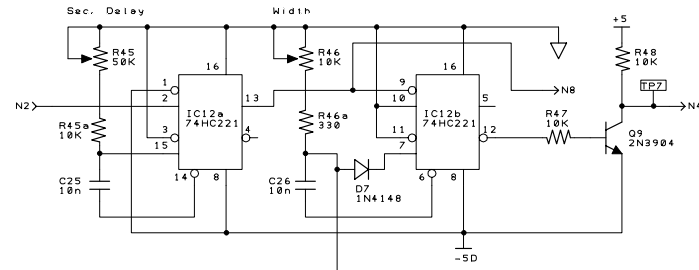 Sec. Delay
Width
+5
R45
50K
R46
10K
R48
10K
16
16
TP7
1
13
9
N8
N2
2
IC12a
74HC221
10
IC12b
74HC221
5
N4
R45a
10K
R46a
330
R47
10K
3
4
11
12
Q9
2N3904
15
7
14
8
6
8
C25
10n
C26
10n
D7
1N4148
-5D